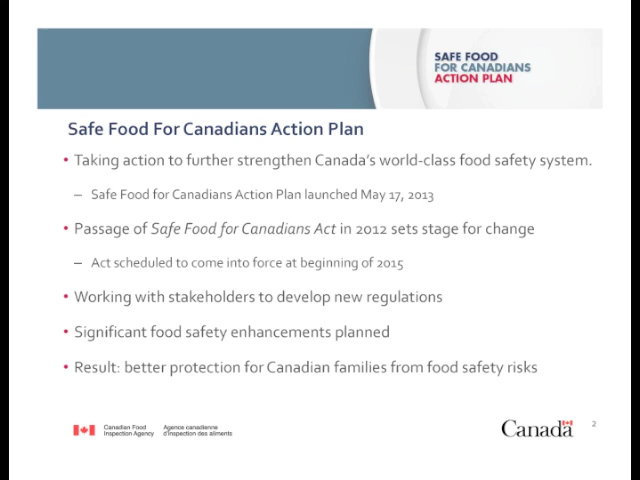 SAFE FOOD
FOR CANADIANS
ACTION PLAN
Safe Food For Canadians Action Plan
• Taking action to further strengthen Canada's world-class food safety system.
– Safe Food for Canadians Action Plan launched May 17, 2013
• Passage of Safe Food for Canadians Act in 2012 sets stage for change
– Act scheduled to come into force at beginning of 2015
• Working with stakeholders to develop new regulations
• Significant food safety enhancements planned
• Result: better protection for Canadian families from food safety risks
Canadian Food Agence canadienne
Inspection Agency d'inspection des aliments
Canada
2